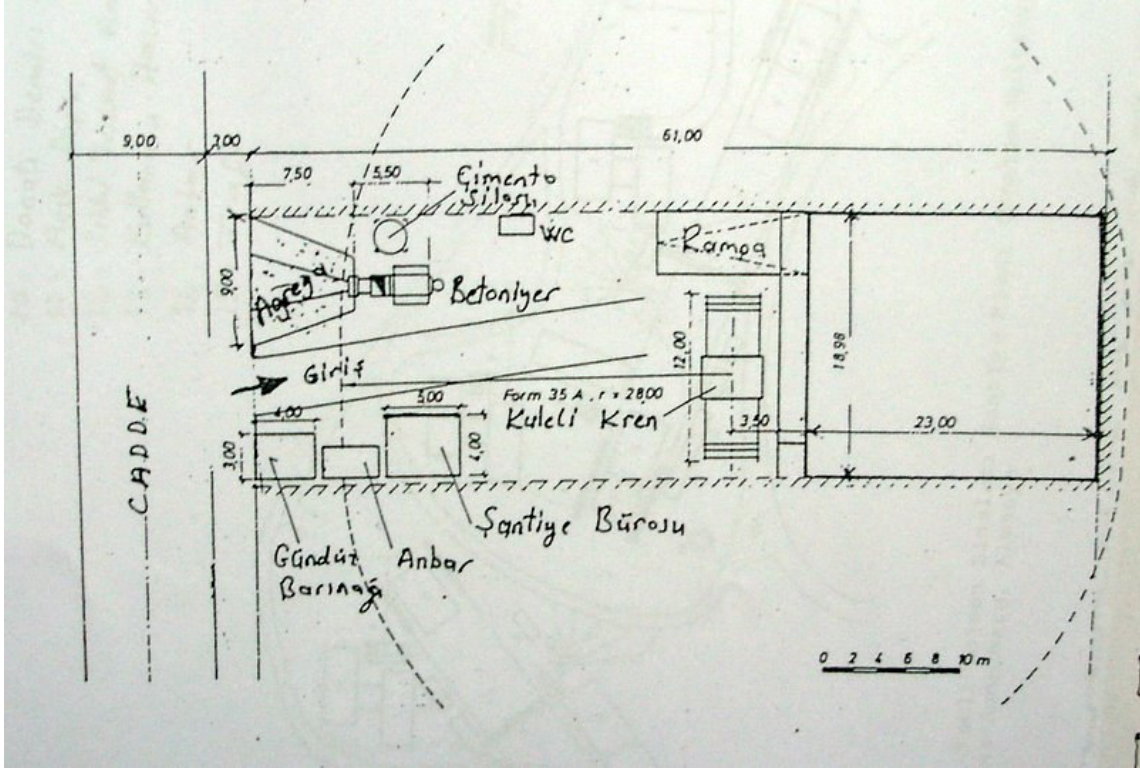 9,00
3,00
61,00
7,50
5,50
Çimento
Silosu
WC
Rampa
9,00
Agrega
Betoniyer
12,00
18,98
Giriş
Form 35 A , r = 28,00
Kuleli Kren
3,50
23,00
4,00
5,00
3,00
4,00
CADDE
Şantiye Bürosu
Gündüz
Barınağı
Anbar
0 2 4 6 8 10 m